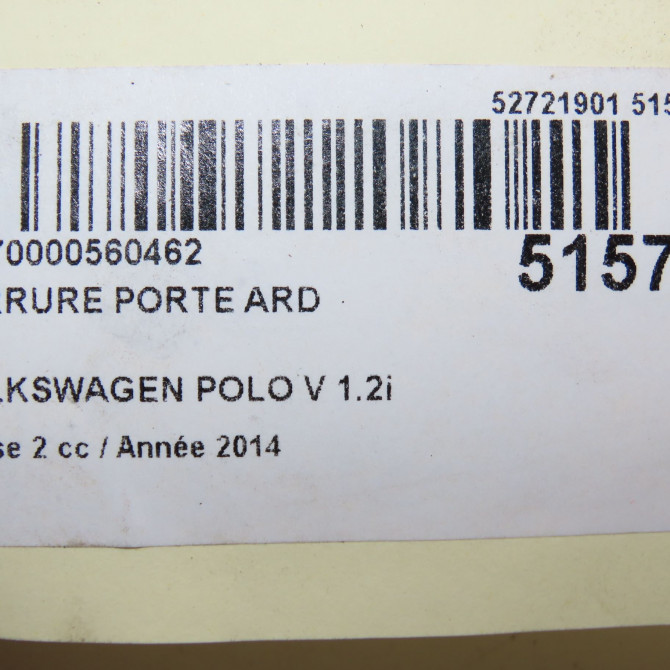 52721901 515
70000560462
5157
RRURE PORTE ARD
LKSWAGEN POLO V 1.2i
se 2 cc / Année 2014